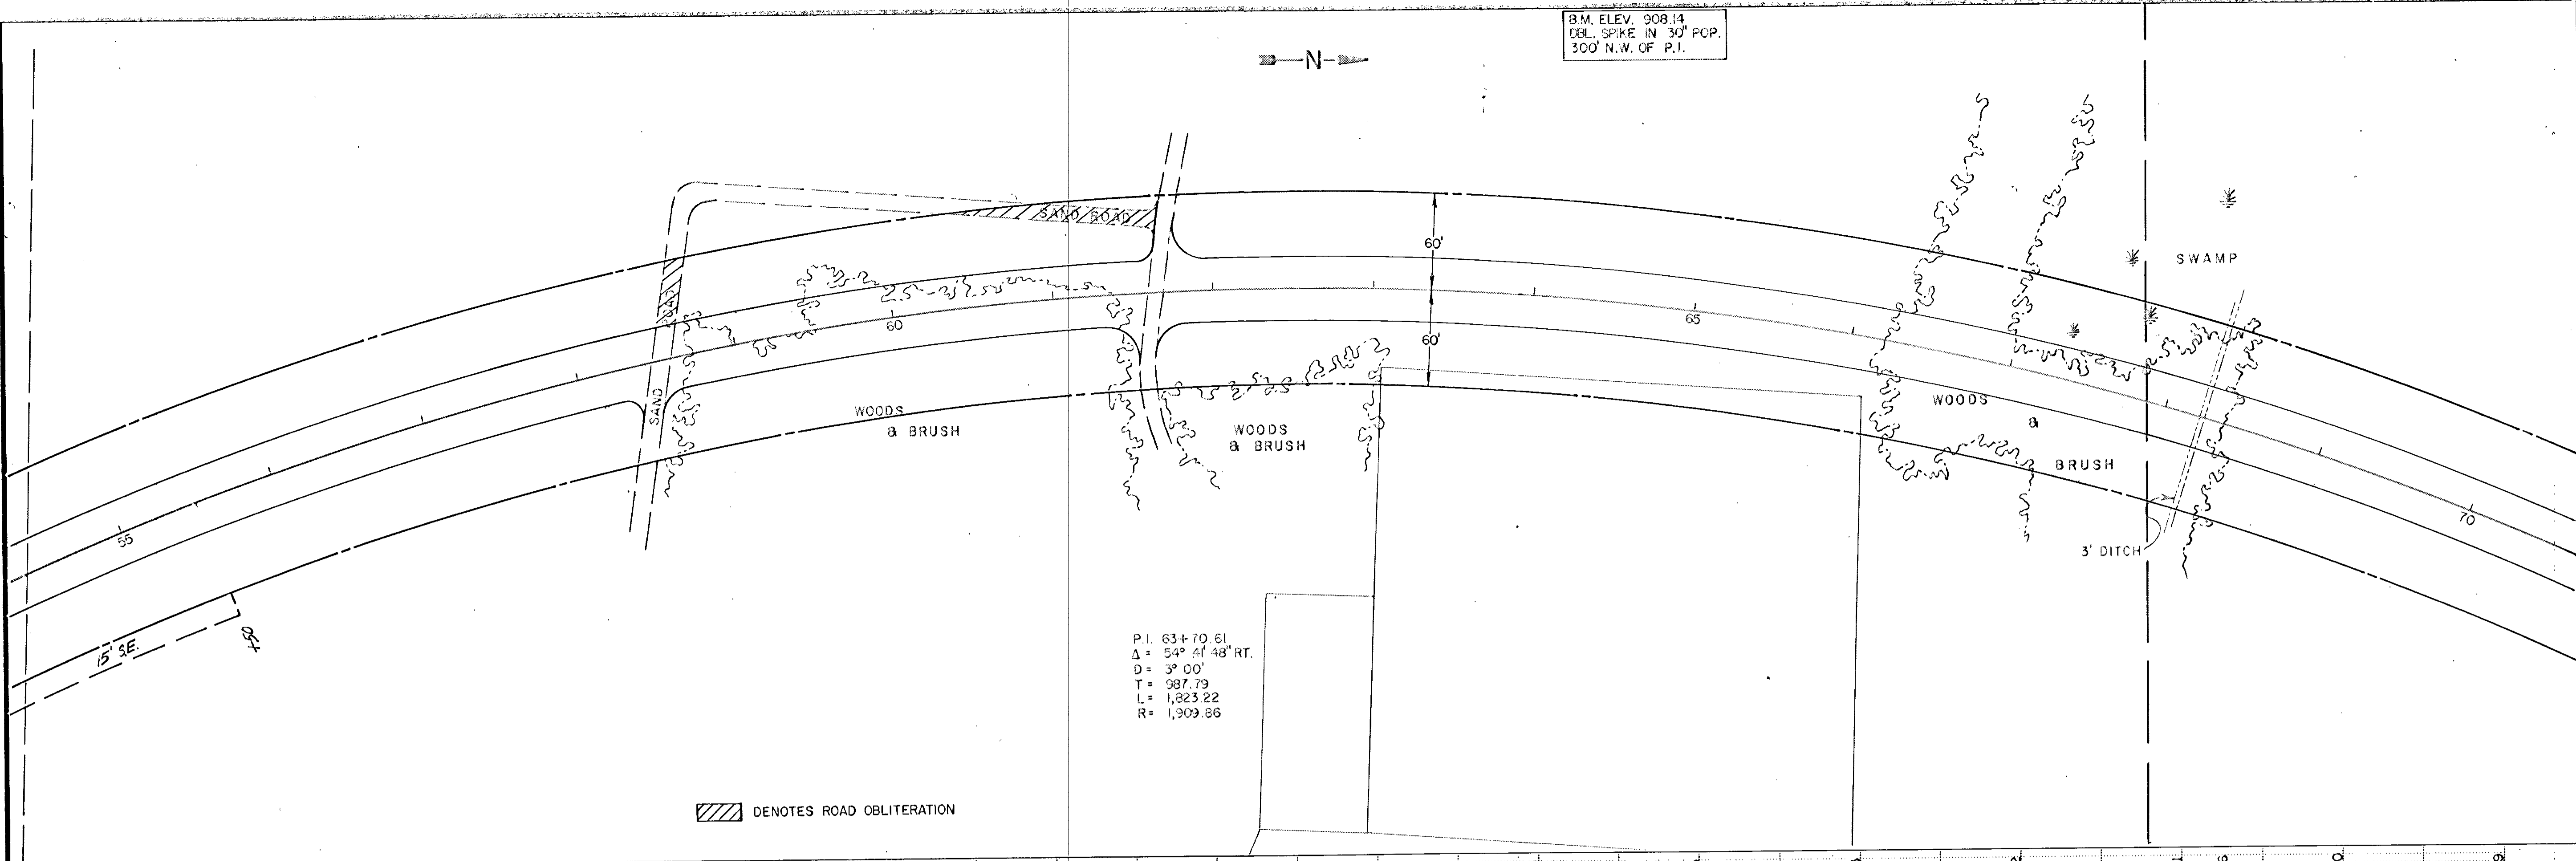 B.M. ELEV. 908.14
DBL. SPIKE IN 30" POP.
300' N.W. OF P.I.
N
SAND ROAD
60'
60'
SWAMP
ROAD
SAND
60
65
WOODS
& BRUSH
WOODS
& BRUSH
WOODS
&
BRUSH
55
70
3' DITCH
15' S.E.
+50
P.I. 63+70.61
Δ = 54° 41' 48" RT.
D = 3° 00'
T = 987.79
L = 1,823.22
R = 1,909.86
DENOTES ROAD OBLITERATION